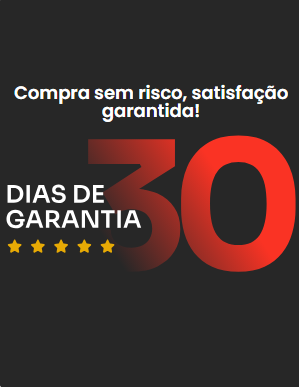 Compra sem risco, satisfação
garantida!
30
DIAS DE
GARANTIA